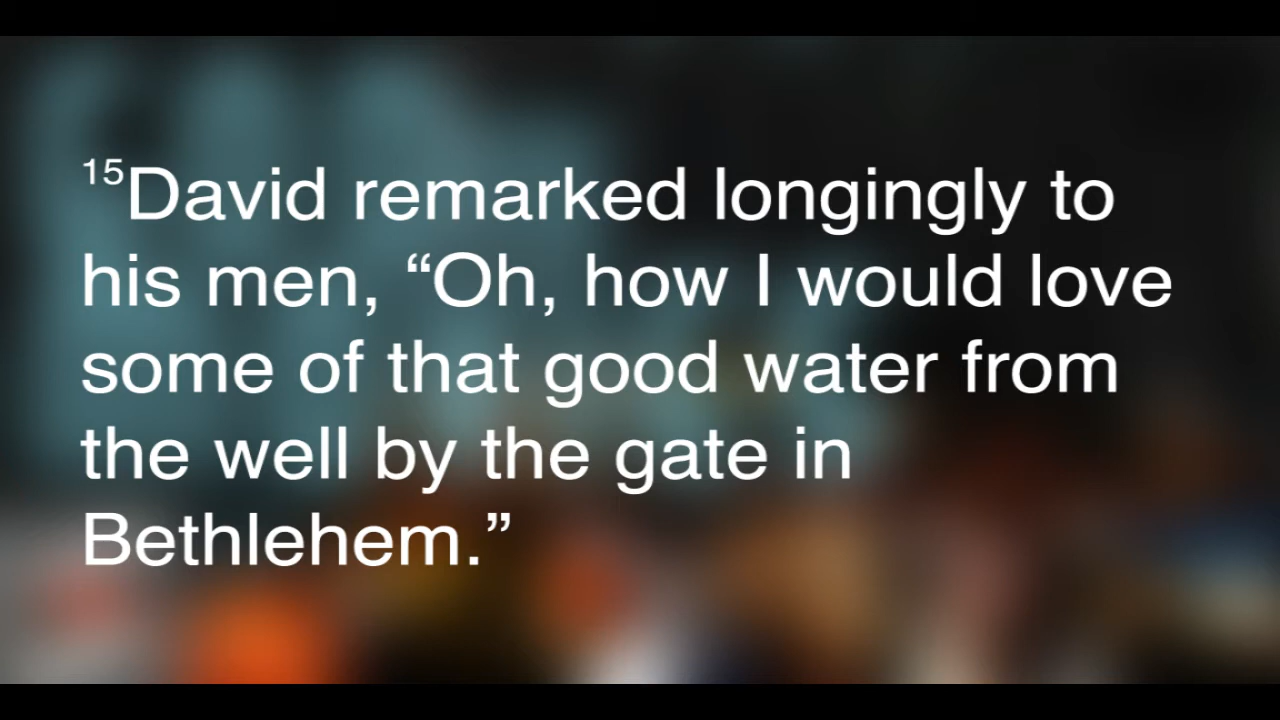 15David remarked longingly to
his men, “Oh, how I would love
some of that good water from
the well by the gate in
Bethlehem.”